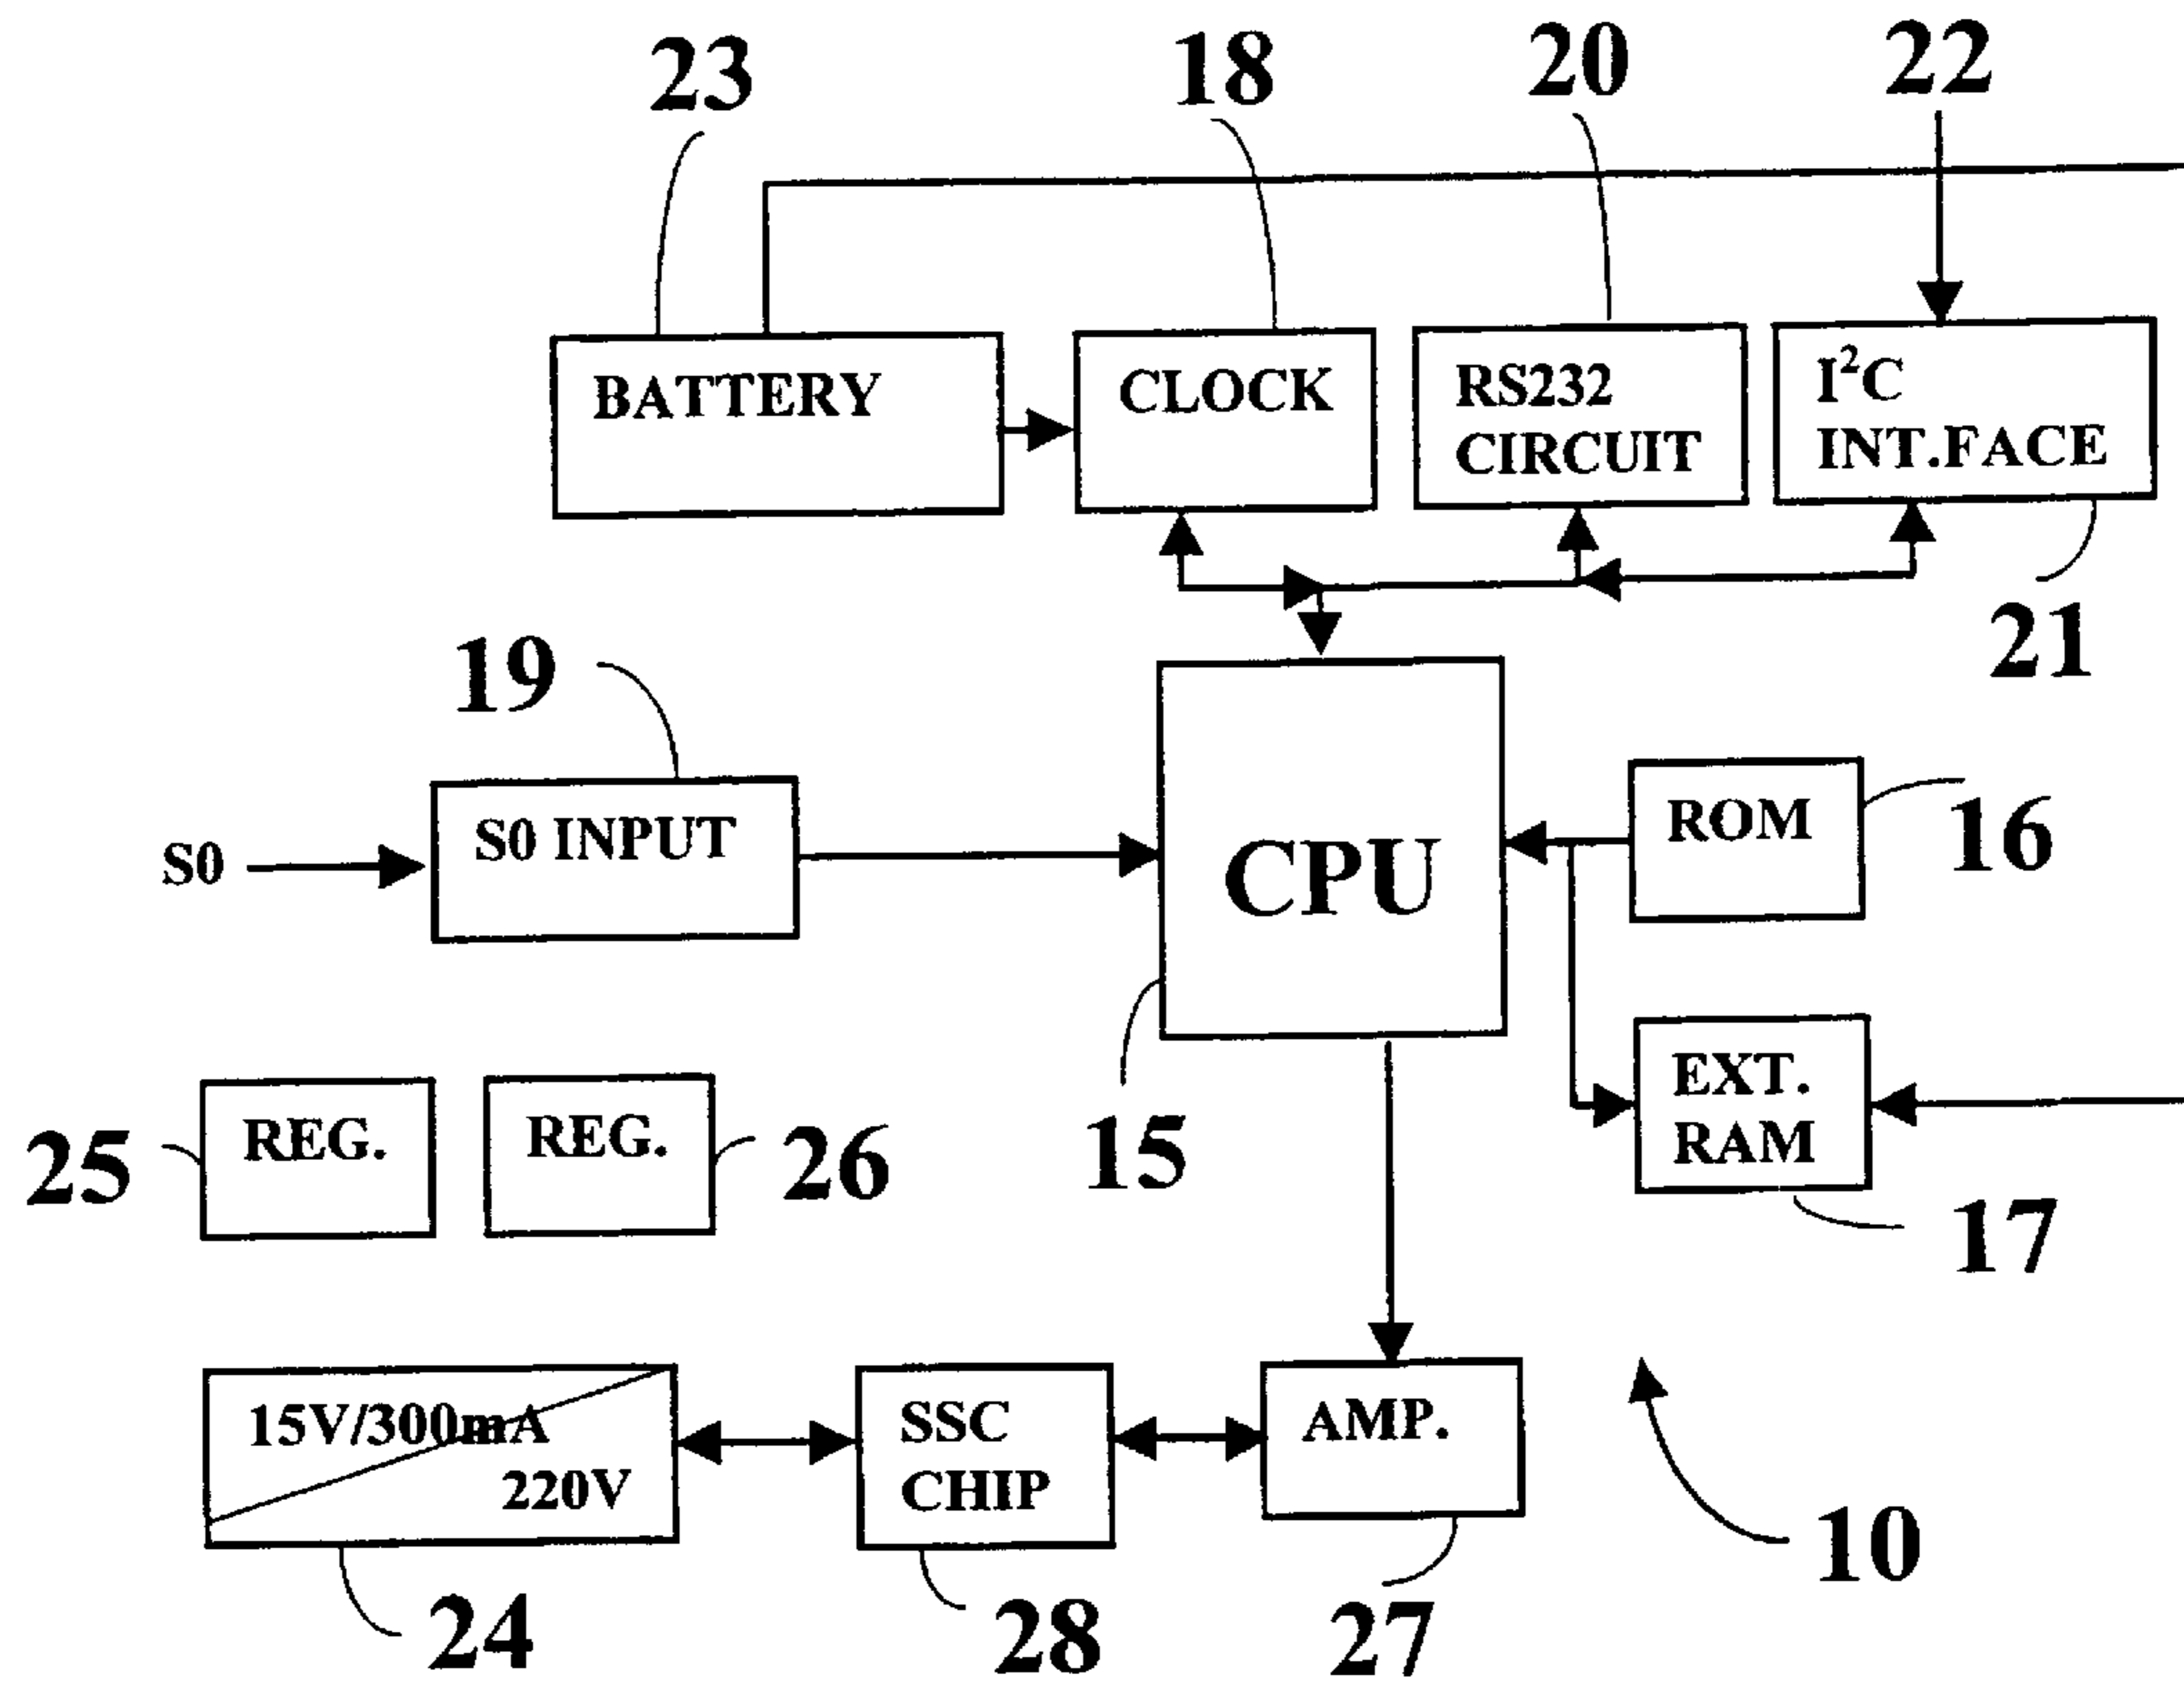 23
18
20
22
BATTERY
CLOCK
RS232
CIRCUIT
I²C
INT.FACE
21
19
S0
S0 INPUT
CPU
ROM
16
15
EXT.
RAM
17
25
REG.
REG.
26
15V/300mA
220V
SSC
CHIP
AMP.
10
24
28
27